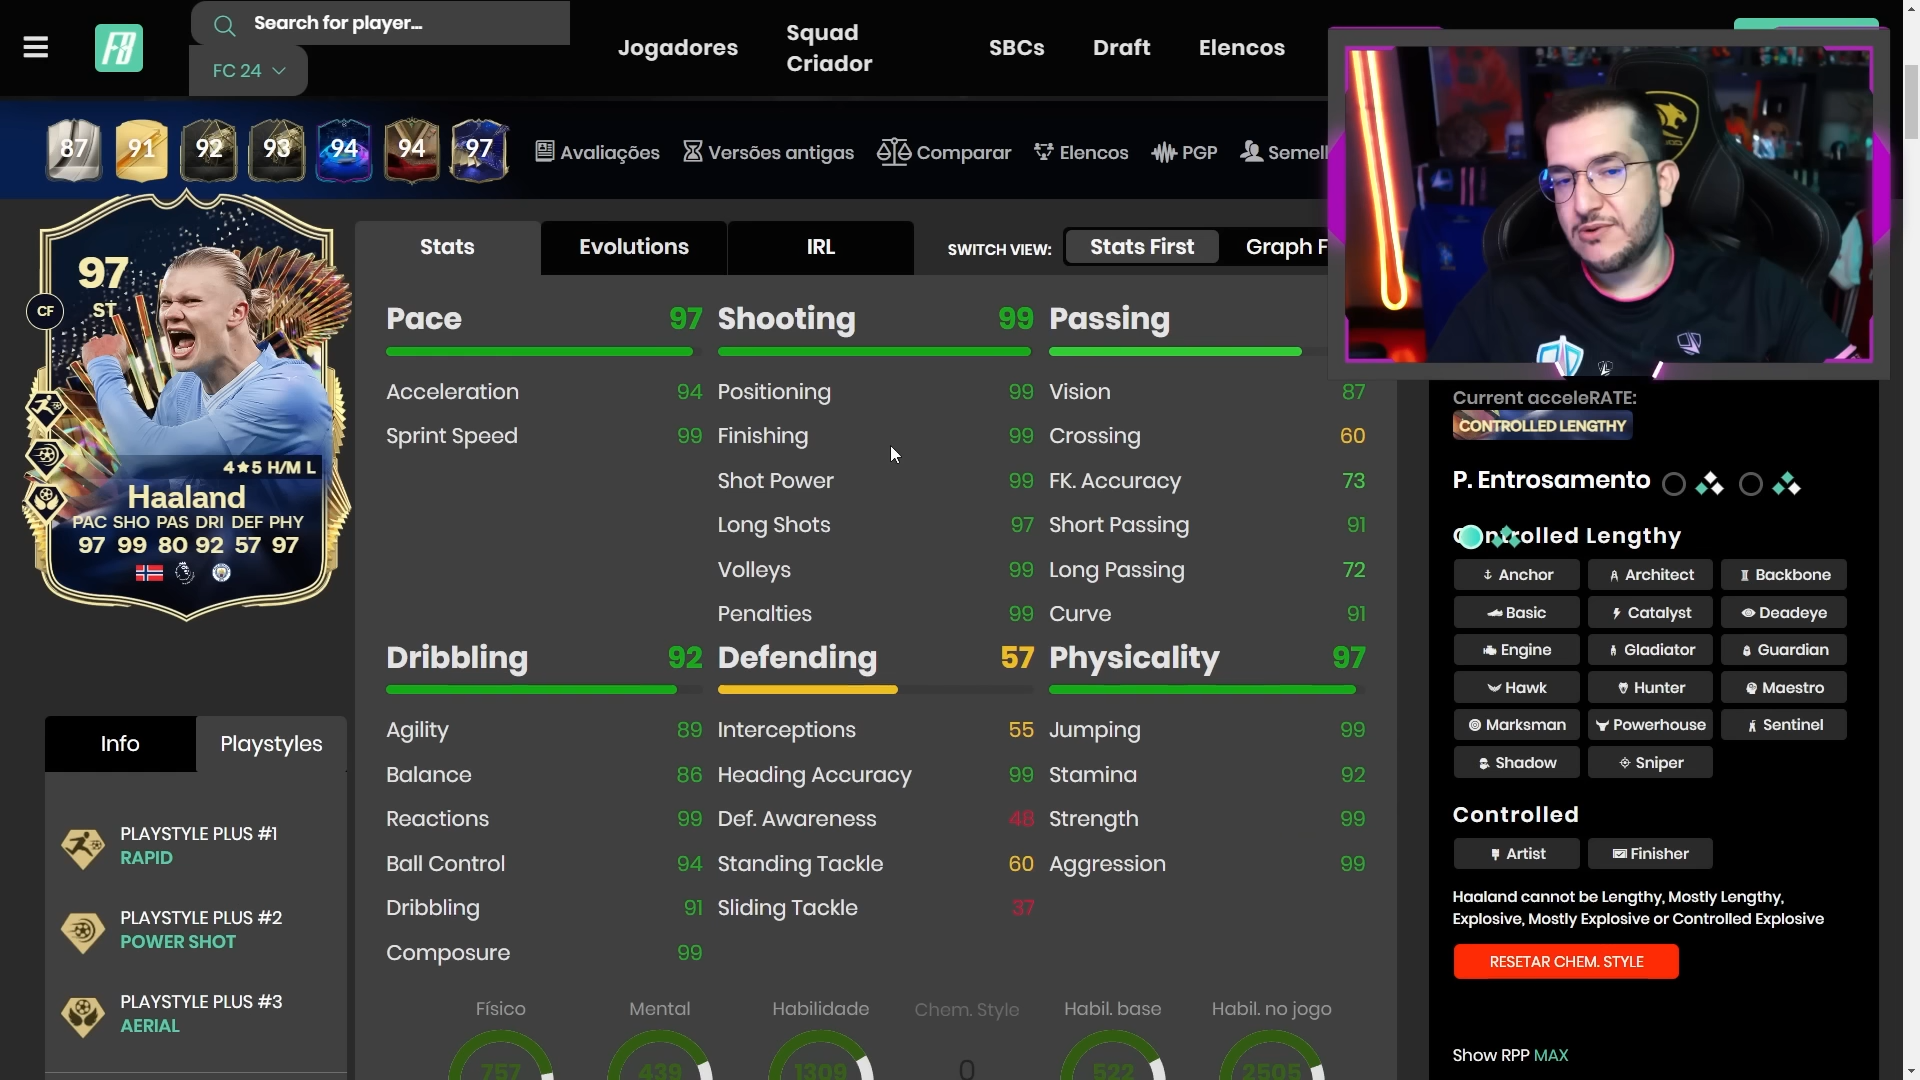 Search for player...
FC 24
Jogadores
Squad Criador
SBCs
Draft
Elencos
87 91 92 93 94 94 97
Avaliações
Versões antigas
Comparar
Elencos
PGP
Stats
Evolutions
IRL
SWITCH VIEW:
Stats First
97
ST
CF
4★5 H/M L
Haaland
PAC SHO PAS DRI DEF PHY
97 99 80 92 57 97
Pace 97
Acceleration 94
Sprint Speed 99
Shooting 99
Positioning 99
Finishing 99
Shot Power 99
Long Shots 97
Volleys 99
Penalties 99
Passing
Vision 87
Crossing 60
FK. Accuracy 73
Short Passing 91
Long Passing 72
Curve 91
Dribbling 92
Agility 89
Balance 86
Reactions 99
Ball Control 94
Dribbling 91
Composure 99
Defending 57
Interceptions 55
Heading Accuracy 99
Def. Awareness 48
Standing Tackle 60
Sliding Tackle 37
Physicality 97
Jumping 99
Stamina 92
Strength 99
Aggression 99
Info
Playstyles
PLAYSTYLE PLUS #1
RAPID
PLAYSTYLE PLUS #2
POWER SHOT
PLAYSTYLE PLUS #3
AERIAL
Físico
757
Mental
439
Habilidade
1309
Chem. Style
0
Habil. base
522
Habil. no jogo
2505
Current acceleRATE:
CONTROLLED LENGTHY
P. Entrosamento
Controlled Lengthy
Anchor Architect Backbone
Basic Catalyst Deadeye
Engine Gladiator Guardian
Hawk Hunter Maestro
Marksman Powerhouse Sentinel
Shadow Sniper
Controlled
Artist Finisher
Haaland cannot be Lengthy, Mostly Lengthy,
Explosive, Mostly Explosive or Controlled Explosive
RESETAR CHEM. STYLE
Show RPP MAX